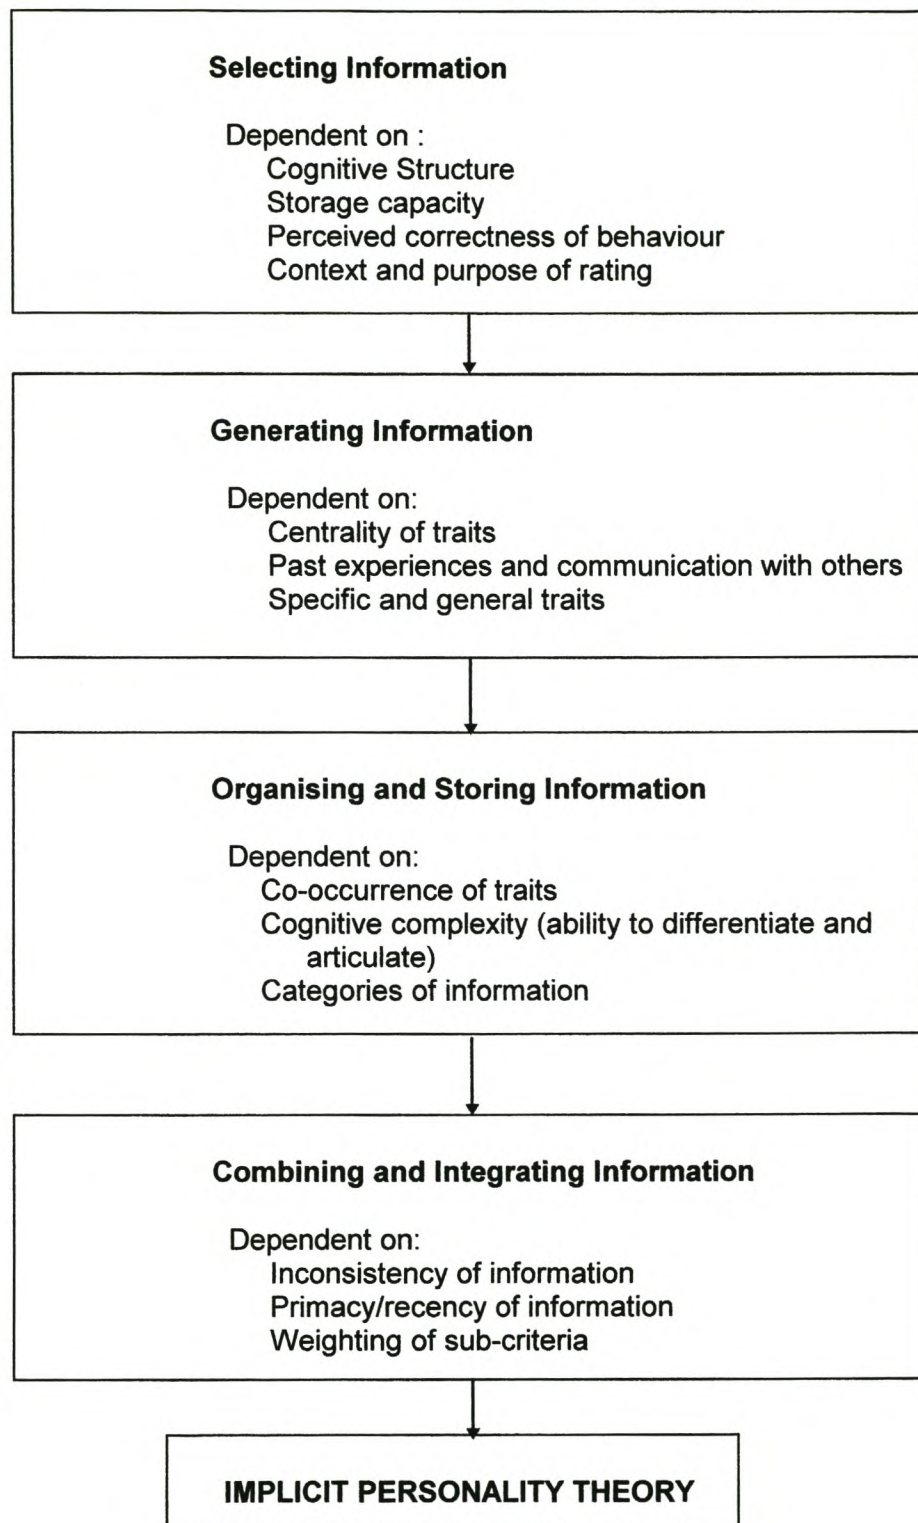 Selecting Information
Dependent on :
Cognitive Structure
Storage capacity
Perceived correctness of behaviour
Context and purpose of rating
Generating Information
Dependent on:
Centrality of traits
Past experiences and communication with others
Specific and general traits
Organising and Storing Information
Dependent on:
Co-occurrence of traits
Cognitive complexity (ability to differentiate and
articulate)
Categories of information
Combining and Integrating Information
Dependent on:
Inconsistency of information
Primacy/recency of information
Weighting of sub-criteria
IMPLICIT PERSONALITY THEORY